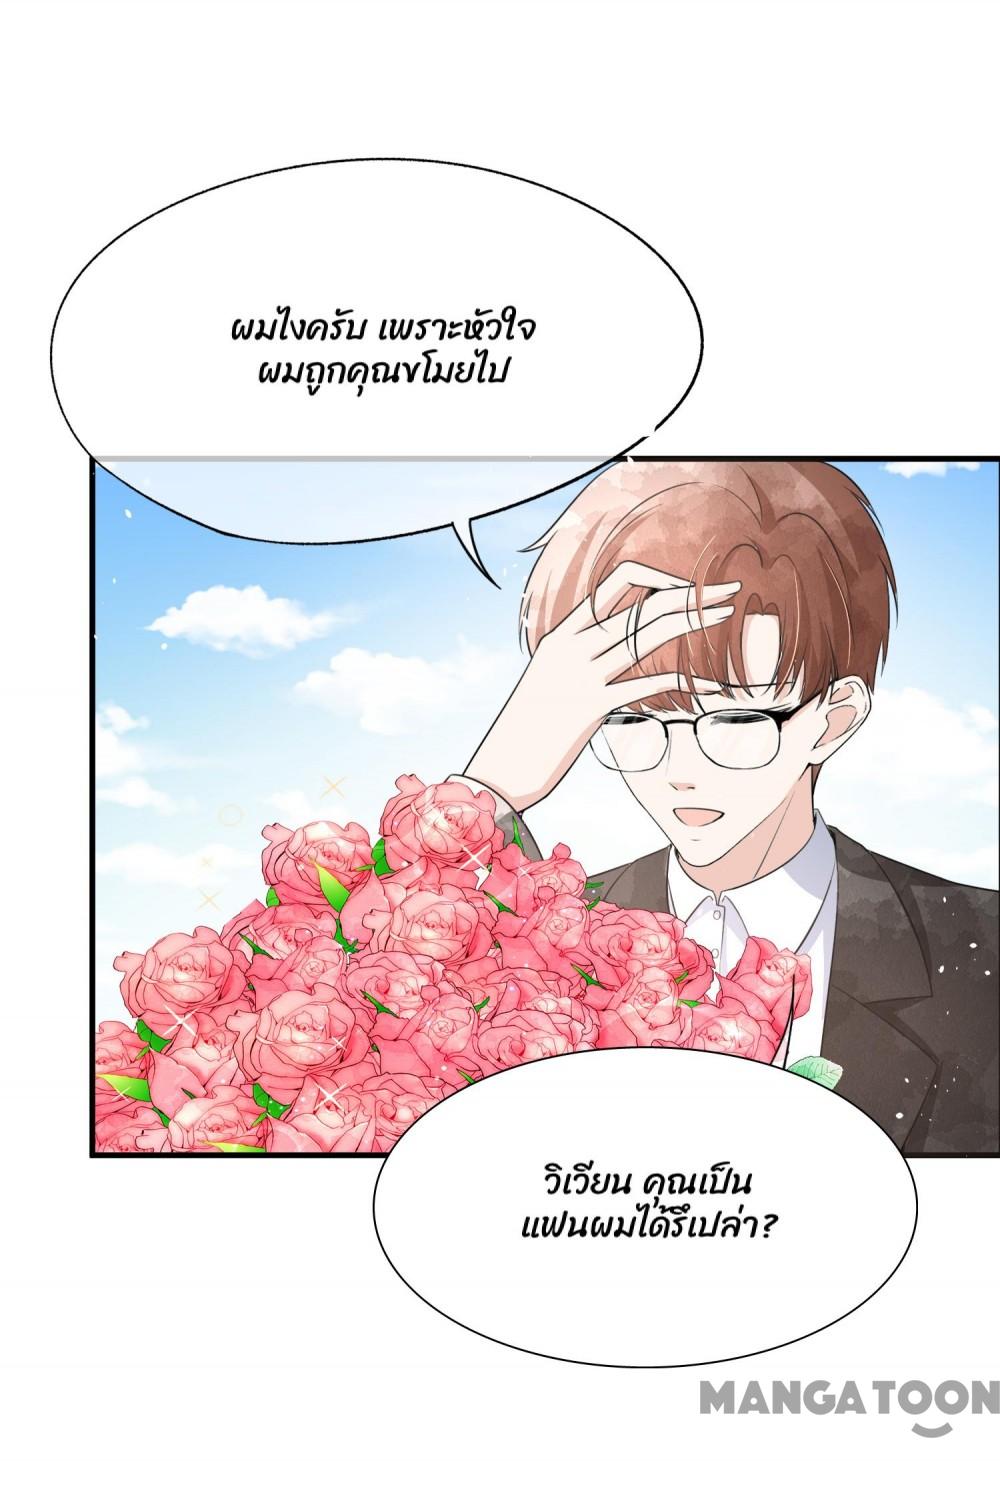 ผมไงครับ เพราะหัวใจ
ผมถูกคุณขโมยไป
วิเวียน คุณเป็น
แฟนผมได้รึเปล่า?
MANGATOON